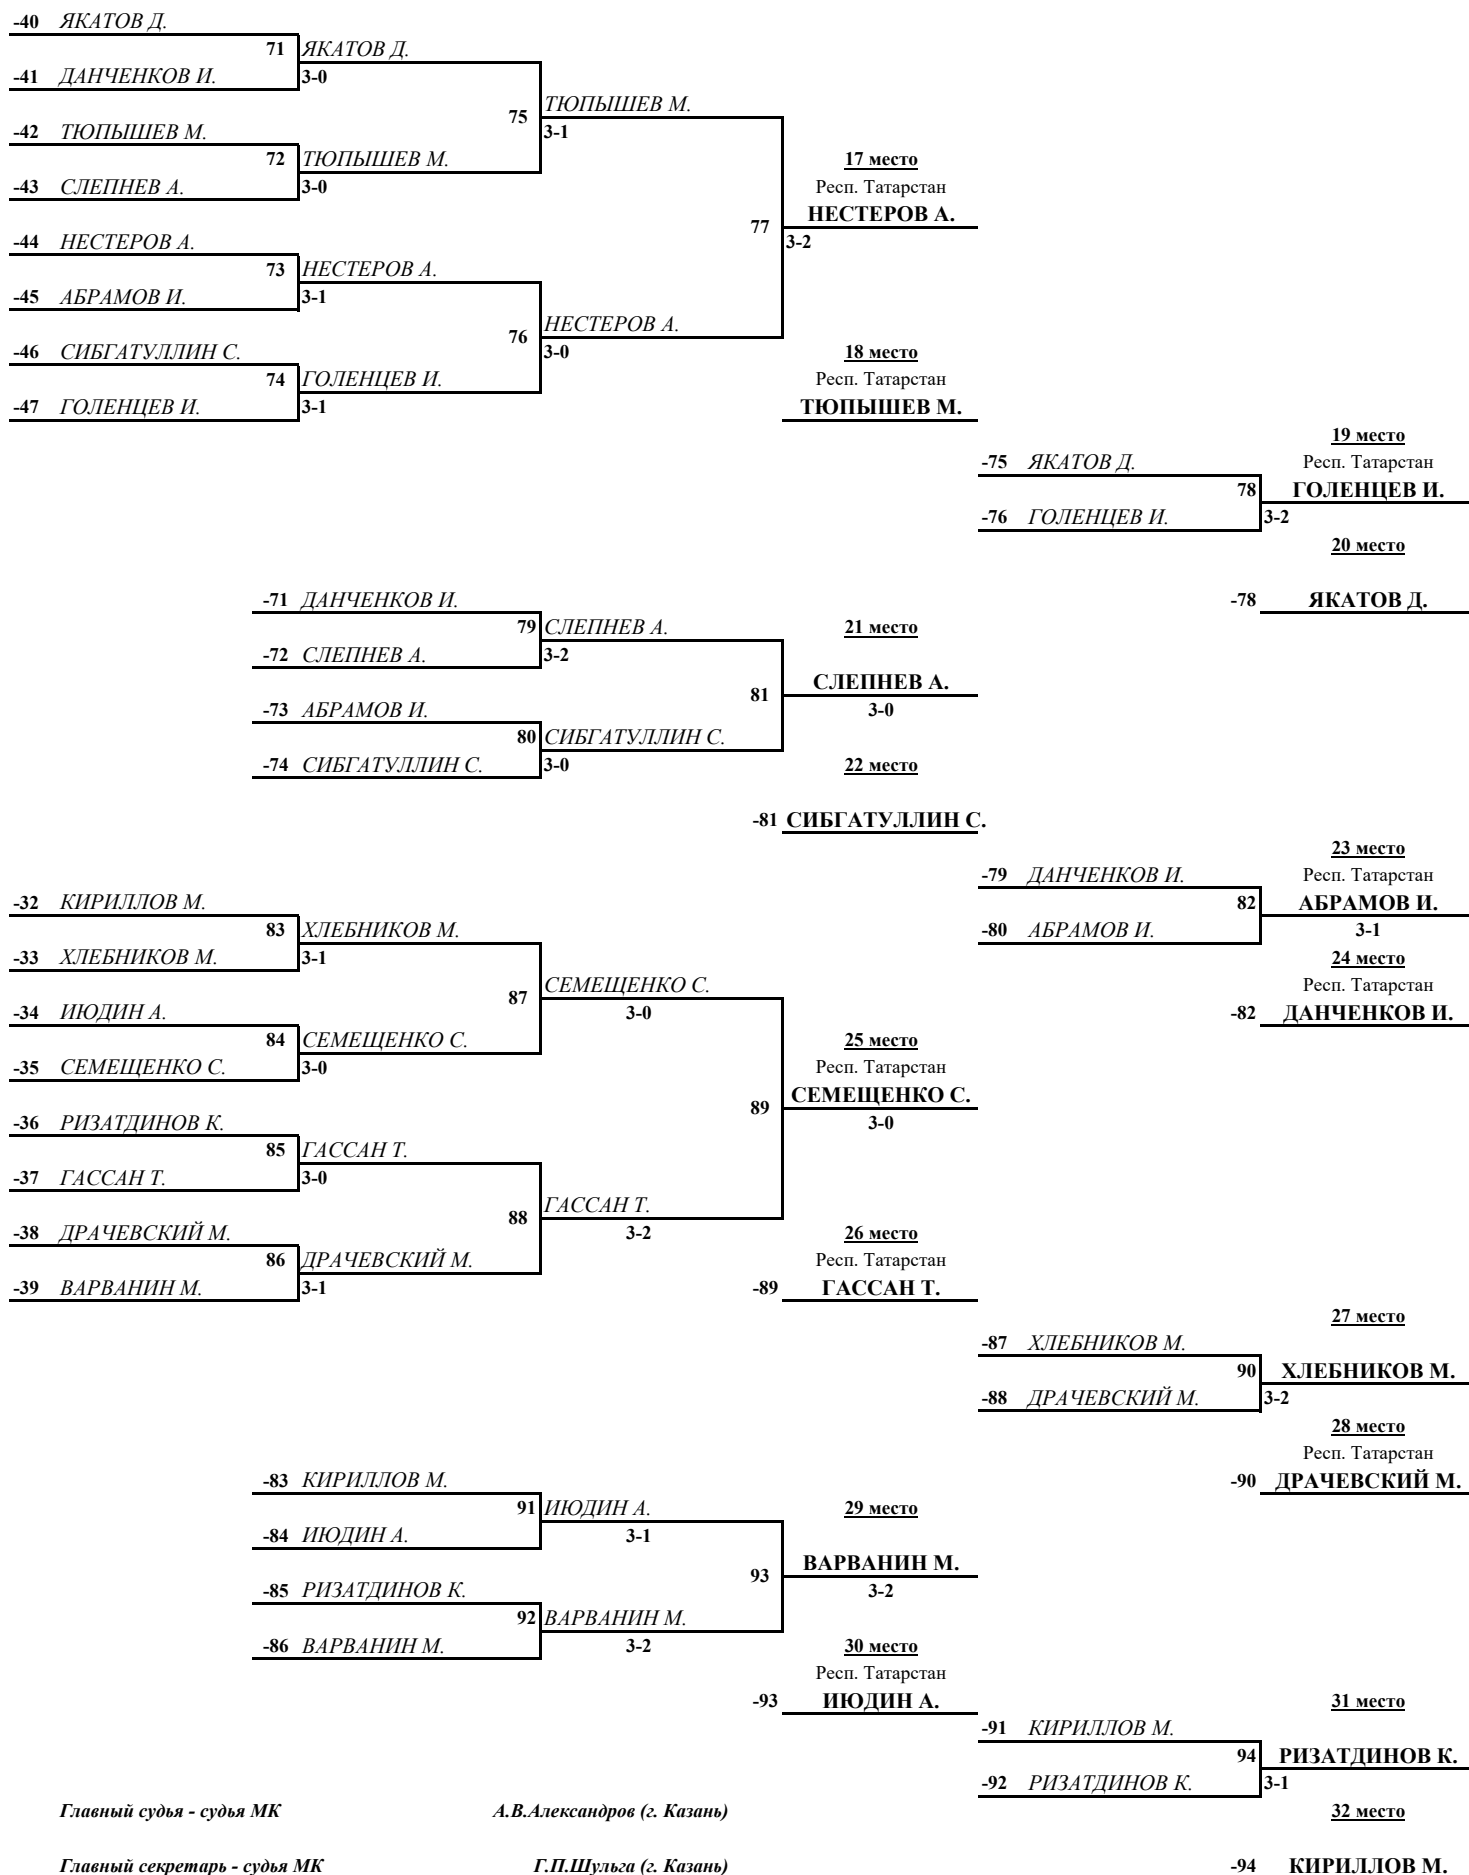 -40 ЯКАТОВ Д.
71 ЯКАТОВ Д.
-41 ДАНЧЕНКОВ И. 3-0
75 ТЮПЫШЕВ М.
-42 ТЮПЫШЕВ М. 3-1
72 ТЮПЫШЕВ М. 17 место
-43 СЛЕПНЕВ А. 3-0 Респ. Татарстан
77 НЕСТЕРОВ А.
-44 НЕСТЕРОВ А. 3-2
73 НЕСТЕРОВ А.
-45 АБРАМОВ И. 3-1
76 НЕСТЕРОВ А.
-46 СИБГАТУЛЛИН С. 3-0 18 место
74 ГОЛЕНЦЕВ И. Респ. Татарстан
-47 ГОЛЕНЦЕВ И. 3-1 ТЮПЫШЕВ М.
19 место
-75 ЯКАТОВ Д. Респ. Татарстан
78 ГОЛЕНЦЕВ И.
-76 ГОЛЕНЦЕВ И. 3-2
20 место
-71 ДАНЧЕНКОВ И. -78 ЯКАТОВ Д.
79 СЛЕПНЕВ А. 21 место
-72 СЛЕПНЕВ А. 3-2
81 СЛЕПНЕВ А.
-73 АБРАМОВ И. 3-0
80 СИБГАТУЛЛИН С.
-74 СИБГАТУЛЛИН С. 3-0 22 место
-81 СИБГАТУЛЛИН С.
23 место
-79 ДАНЧЕНКОВ И. Респ. Татарстан
-32 КИРИЛЛОВ М. 82 АБРАМОВ И.
83 ХЛЕБНИКОВ М. -80 АБРАМОВ И. 3-1
-33 ХЛЕБНИКОВ М. 3-1 24 место
87 СЕМЕЩЕНКО С. Респ. Татарстан
-34 ИЮДИН А. 3-0 -82 ДАНЧЕНКОВ И.
84 СЕМЕЩЕНКО С. 25 место
-35 СЕМЕЩЕНКО С. 3-0 Респ. Татарстан
89 СЕМЕЩЕНКО С.
-36 РИЗАТДИНОВ К. 3-0
85 ГАССАН Т.
-37 ГАССАН Т. 3-0
88 ГАССАН Т.
-38 ДРАЧЕВСКИЙ М. 3-2 26 место
86 ДРАЧЕВСКИЙ М. Респ. Татарстан
-39 ВАРВАНИН М. 3-1 -89 ГАССАН Т.
27 место
-87 ХЛЕБНИКОВ М.
90 ХЛЕБНИКОВ М.
-88 ДРАЧЕВСКИЙ М. 3-2
28 место
Респ. Татарстан
-83 КИРИЛЛОВ М. -90 ДРАЧЕВСКИЙ М.
91 ИЮДИН А. 29 место
-84 ИЮДИН А. 3-1
93 ВАРВАНИН М.
-85 РИЗАТДИНОВ К. 3-2
92 ВАРВАНИН М.
-86 ВАРВАНИН М. 3-2 30 место
Респ. Татарстан
-93 ИЮДИН А. 31 место
-91 КИРИЛЛОВ М.
94 РИЗАТДИНОВ К.
-92 РИЗАТДИНОВ К. 3-1
Главный судья - судья МК А.В.Александров (г. Казань) 32 место
Главный секретарь - судья МК Г.П.Шульга (г. Казань) -94 КИРИЛЛОВ М.